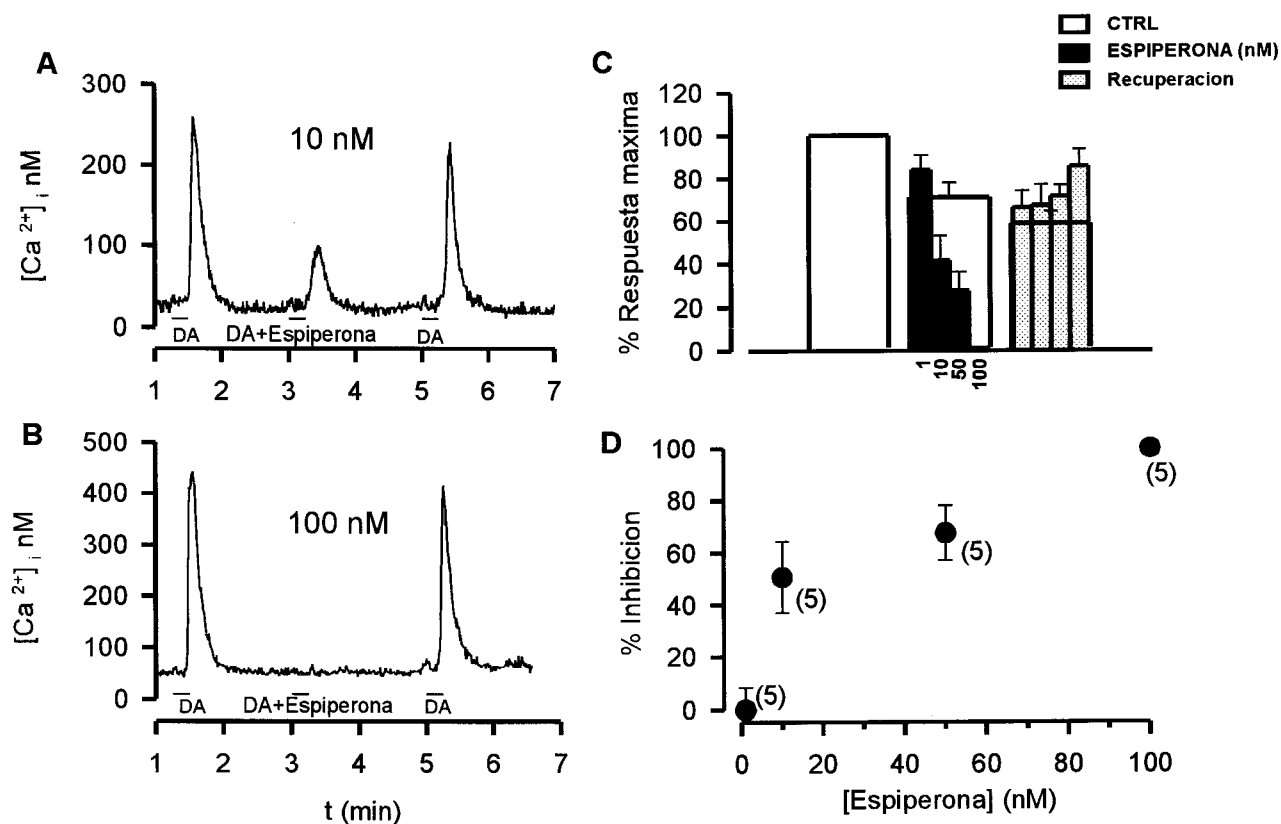 A
300
200
100
0
[Ca 2+] i nM
10 nM
DA
DA+Espiperona
DA
1 2 3 4 5 6 7
B
500
400
300
200
100
0
[Ca 2+] i nM
100 nM
DA
DA+Espiperona
DA
1 2 3 4 5 6 7
t (min)
C
CTRL
ESPIPERONA (nM)
Recuperacion
120
100
80
60
40
20
0
% Respuesta maxima
1
10
50
100
D
100
80
60
40
20
0
% Inhibicion
(5)
(5)
(5)
(5)
0 20 40 60 80 100
[Espiperona] (nM)